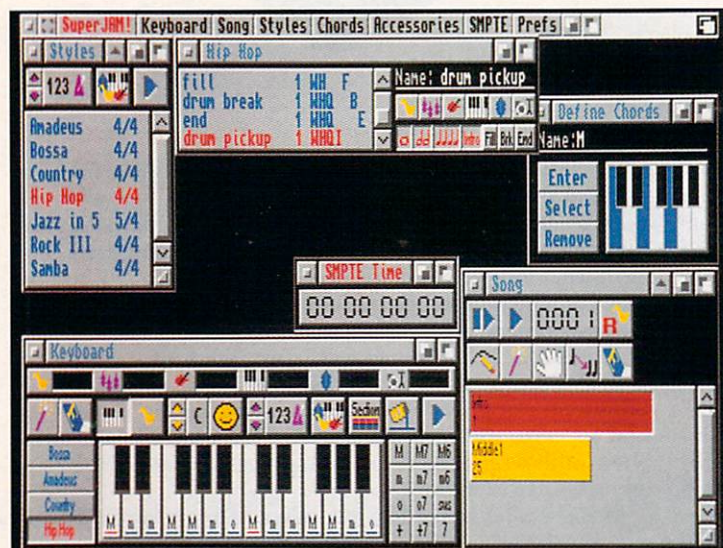 SuperJAM! Keyboard Song Styles Chords Accessories SMPTE Prefs
Styles
123
Amadeus 4/4
Bossa 4/4
Country 4/4
Hip Hop 4/4
Jazz in 5 5/4
Rock III 4/4
Samba 4/4
Hip Hop
fill 1 WH F
drum break 1 WHQ B
end 1 WHQ E
drum pickup 1 WHQI
Name: drum pickup
Intro Fill Brk End
Define Chords
Name:M
Enter
Select
Remove
SMPTE Time
00 00 00 00
Song
0001 R
Intro
1
Middle1
25
Keyboard
C 123 Section
Bossa
Amadeus
Country
Hip Hop
M m m M M m o M m m M M m o
M M7 M6
m m7 m6
o o7 sus
+ +7 7